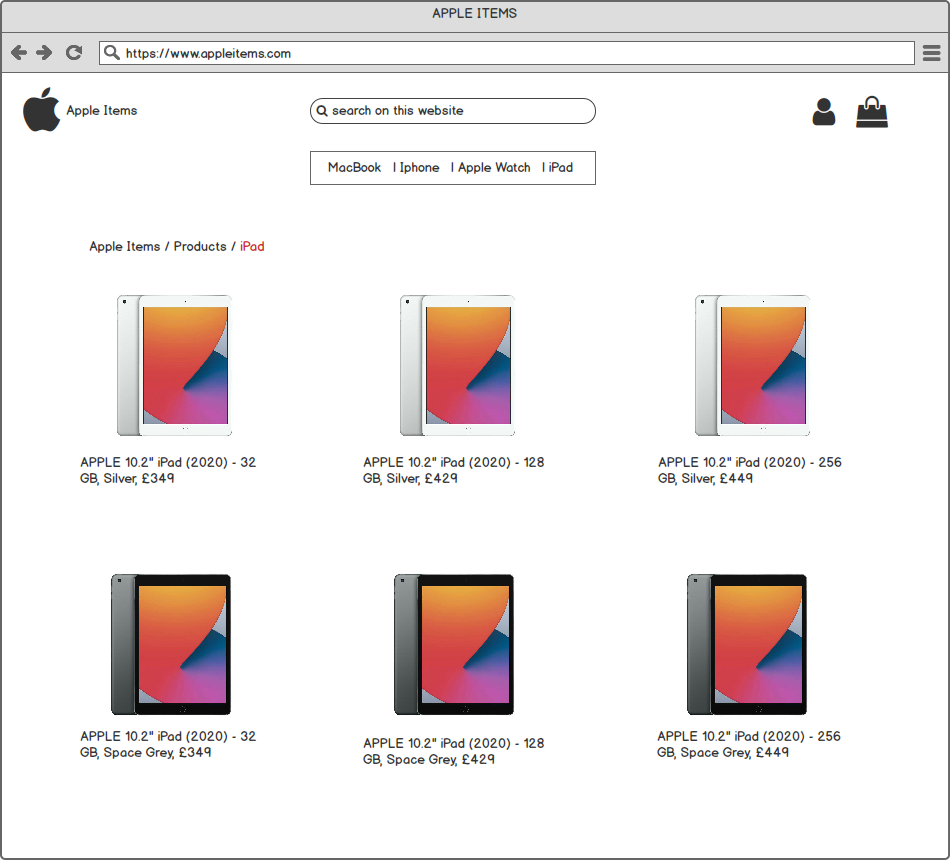 APPLE ITEMS
https://www.appleitems.com
Apple Items
search on this website
MacBook | Iphone | Apple Watch | iPad
Apple Items / Products / iPad
APPLE 10.2" iPad (2020) - 32
GB, Silver, £349
APPLE 10.2" iPad (2020) - 128
GB, Silver, £429
APPLE 10.2" iPad (2020) - 256
GB, Silver, £449
APPLE 10.2" iPad (2020) - 32
GB, Space Grey, £349
APPLE 10.2" iPad (2020) - 128
GB, Space Grey, £429
APPLE 10.2" iPad (2020) - 256
GB, Space Grey, £449